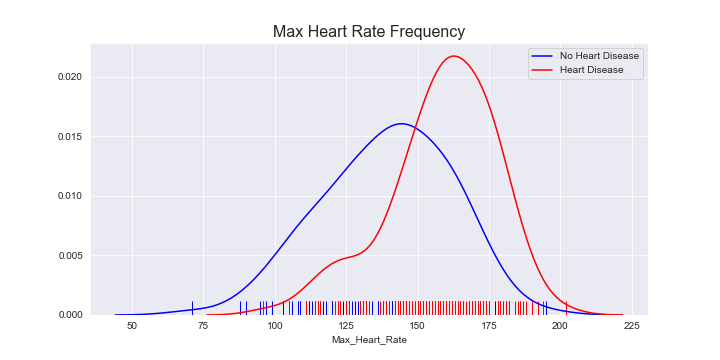 Max Heart Rate Frequency
No Heart Disease
Heart Disease
0.020
0.015
0.010
0.005
0.000
50 75 100 125 150 175 200 225
Max_Heart_Rate